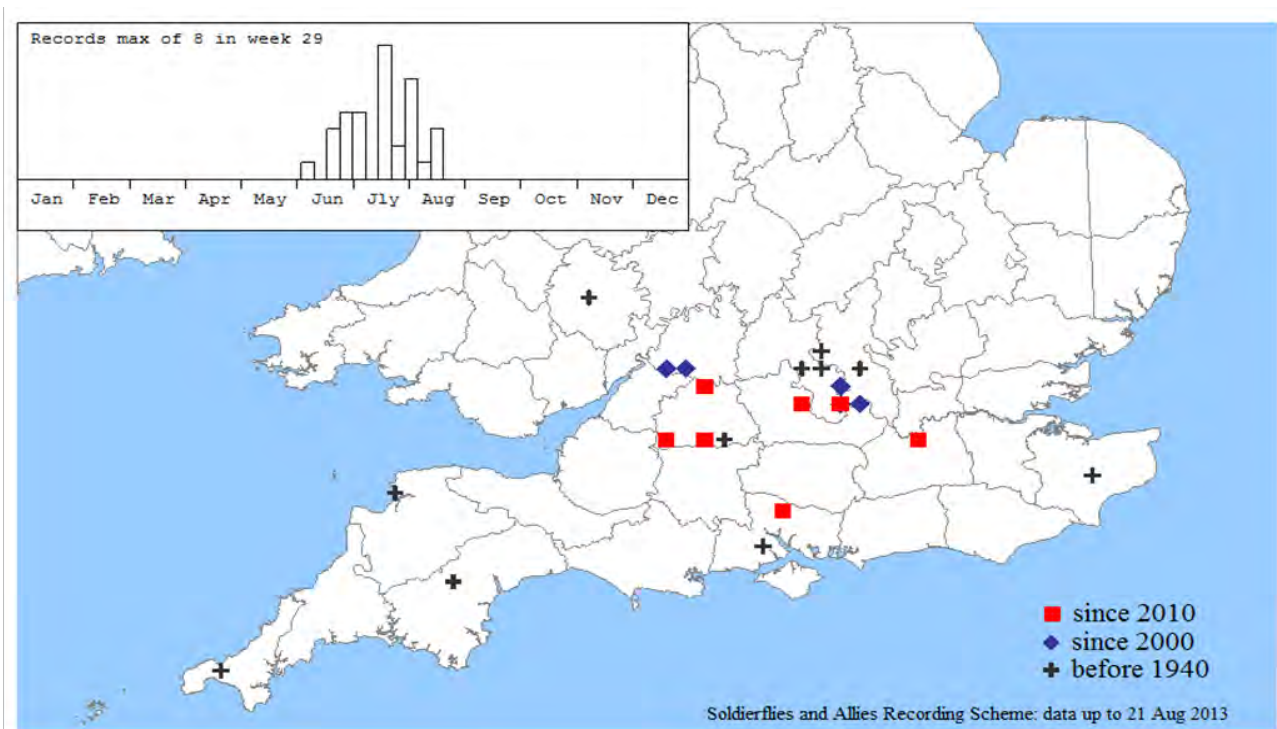 Records max of 8 in week 29
Jan Feb Mar Apr May Jun Jly Aug Sep Oct Nov Dec
since 2010
since 2000
before 1940
Soldierflies and Allies Recording Scheme: data up to 21 Aug 2013